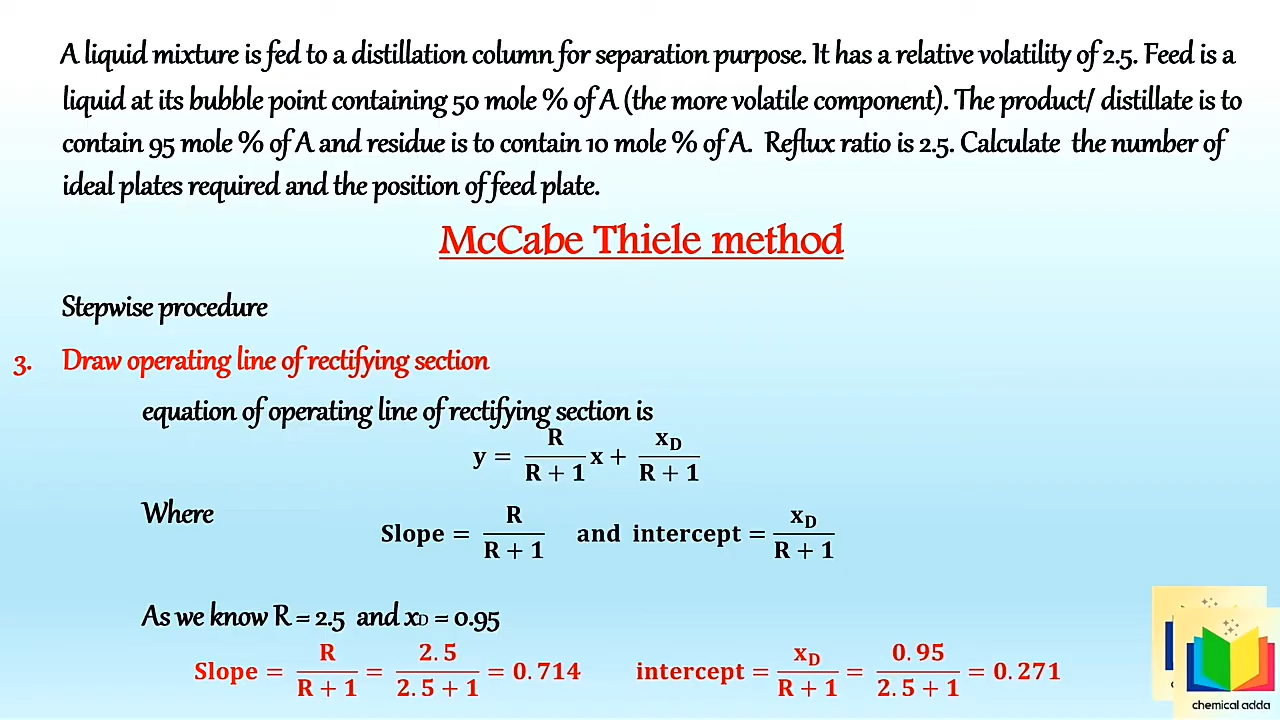 A liquid mixture is fed to a distillation column for separation purpose. It has a relative volatility of 2.5. Feed is a
liquid at its bubble point containing 50 mole % of A (the more volatile component). The product/ distillate is to
contain 95 mole % of A and residue is to contain 10 mole % of A. Reflux ratio is 2.5. Calculate the number of
ideal plates required and the position of feed plate.
McCabe Thiele method
Stepwise procedure
3. Draw operating line of rectifying section
equation of operating line of rectifying section is
y = R/(R + 1) x + x_D/(R + 1)
Where
Slope = R/(R + 1) and intercept = x_D/(R + 1)
As we know R = 2.5 and x_D = 0.95
Slope = R/(R + 1) = 2.5/(2.5 + 1) = 0.714 intercept = x_D/(R + 1) = 0.95/(2.5 + 1) = 0.271
chemical adda